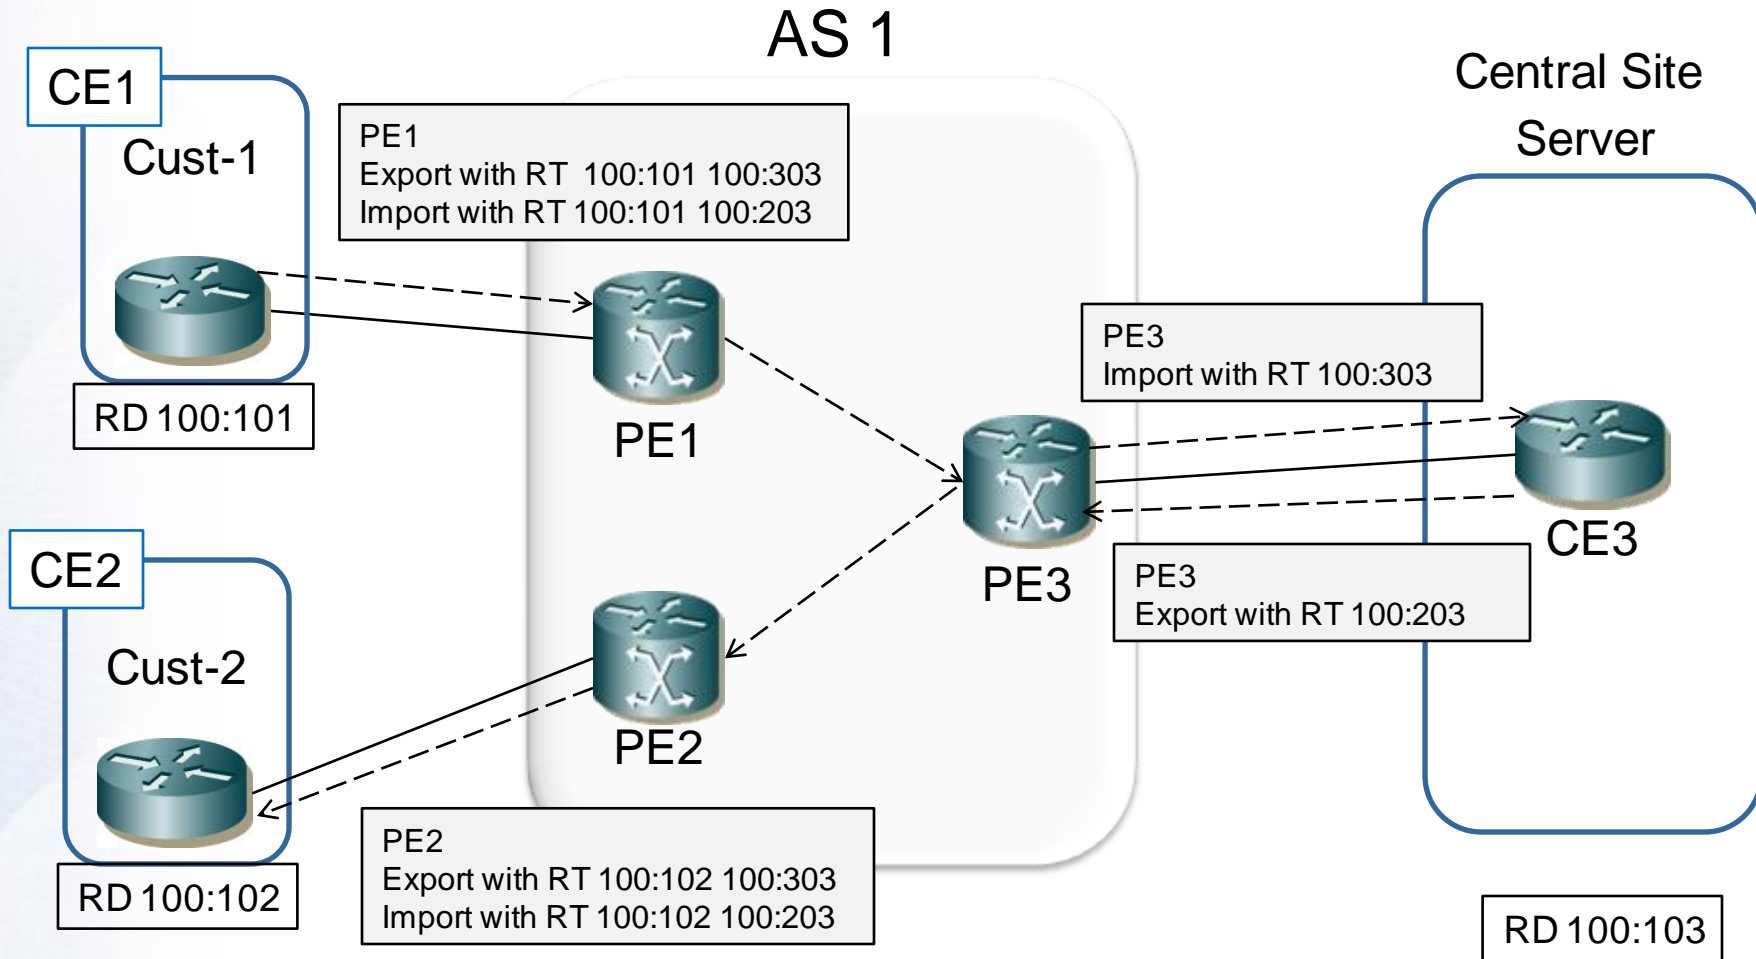 AS 1
CE1
Cust-1
RD 100:101
PE1
Export with RT 100:101 100:303
Import with RT 100:101 100:203
PE1
Central Site
Server
PE3
Import with RT 100:303
PE3
CE3
PE3
Export with RT 100:203
CE2
Cust-2
RD 100:102
PE2
PE2
Export with RT 100:102 100:303
Import with RT 100:102 100:203
RD 100:103